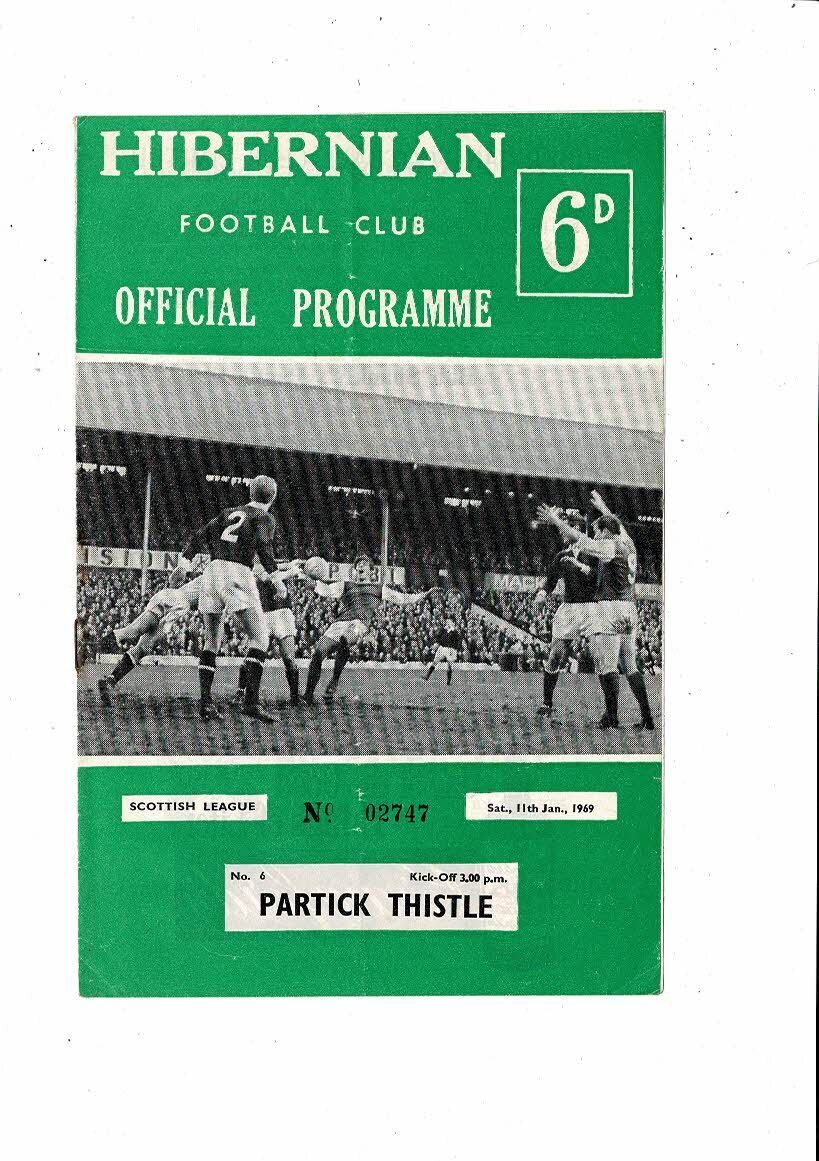 HIBERNIAN
FOOTBALL CLUB
6D
OFFICIAL PROGRAMME
2
SCOTTISH LEAGUE
No 02747
Sat., 11th Jan., 1969
No. 6
Kick-Off 3.00 p.m.
PARTICK THISTLE